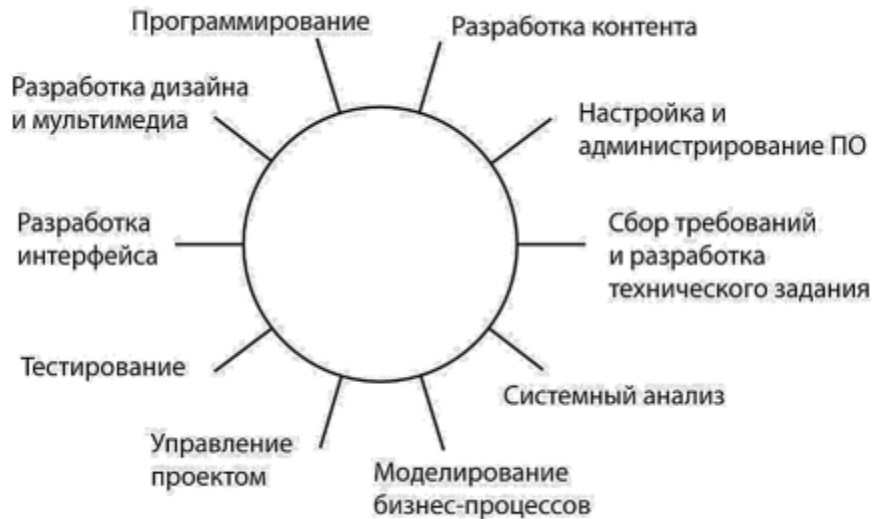 Программирование
Разработка контента
Разработка дизайна
и мультимедиа
Настройка и
администрирование ПО
Разработка
интерфейса
Сбор требований
и разработка
технического задания
Тестирование
Системный анализ
Управление
проектом
Моделирование
бизнес-процессов